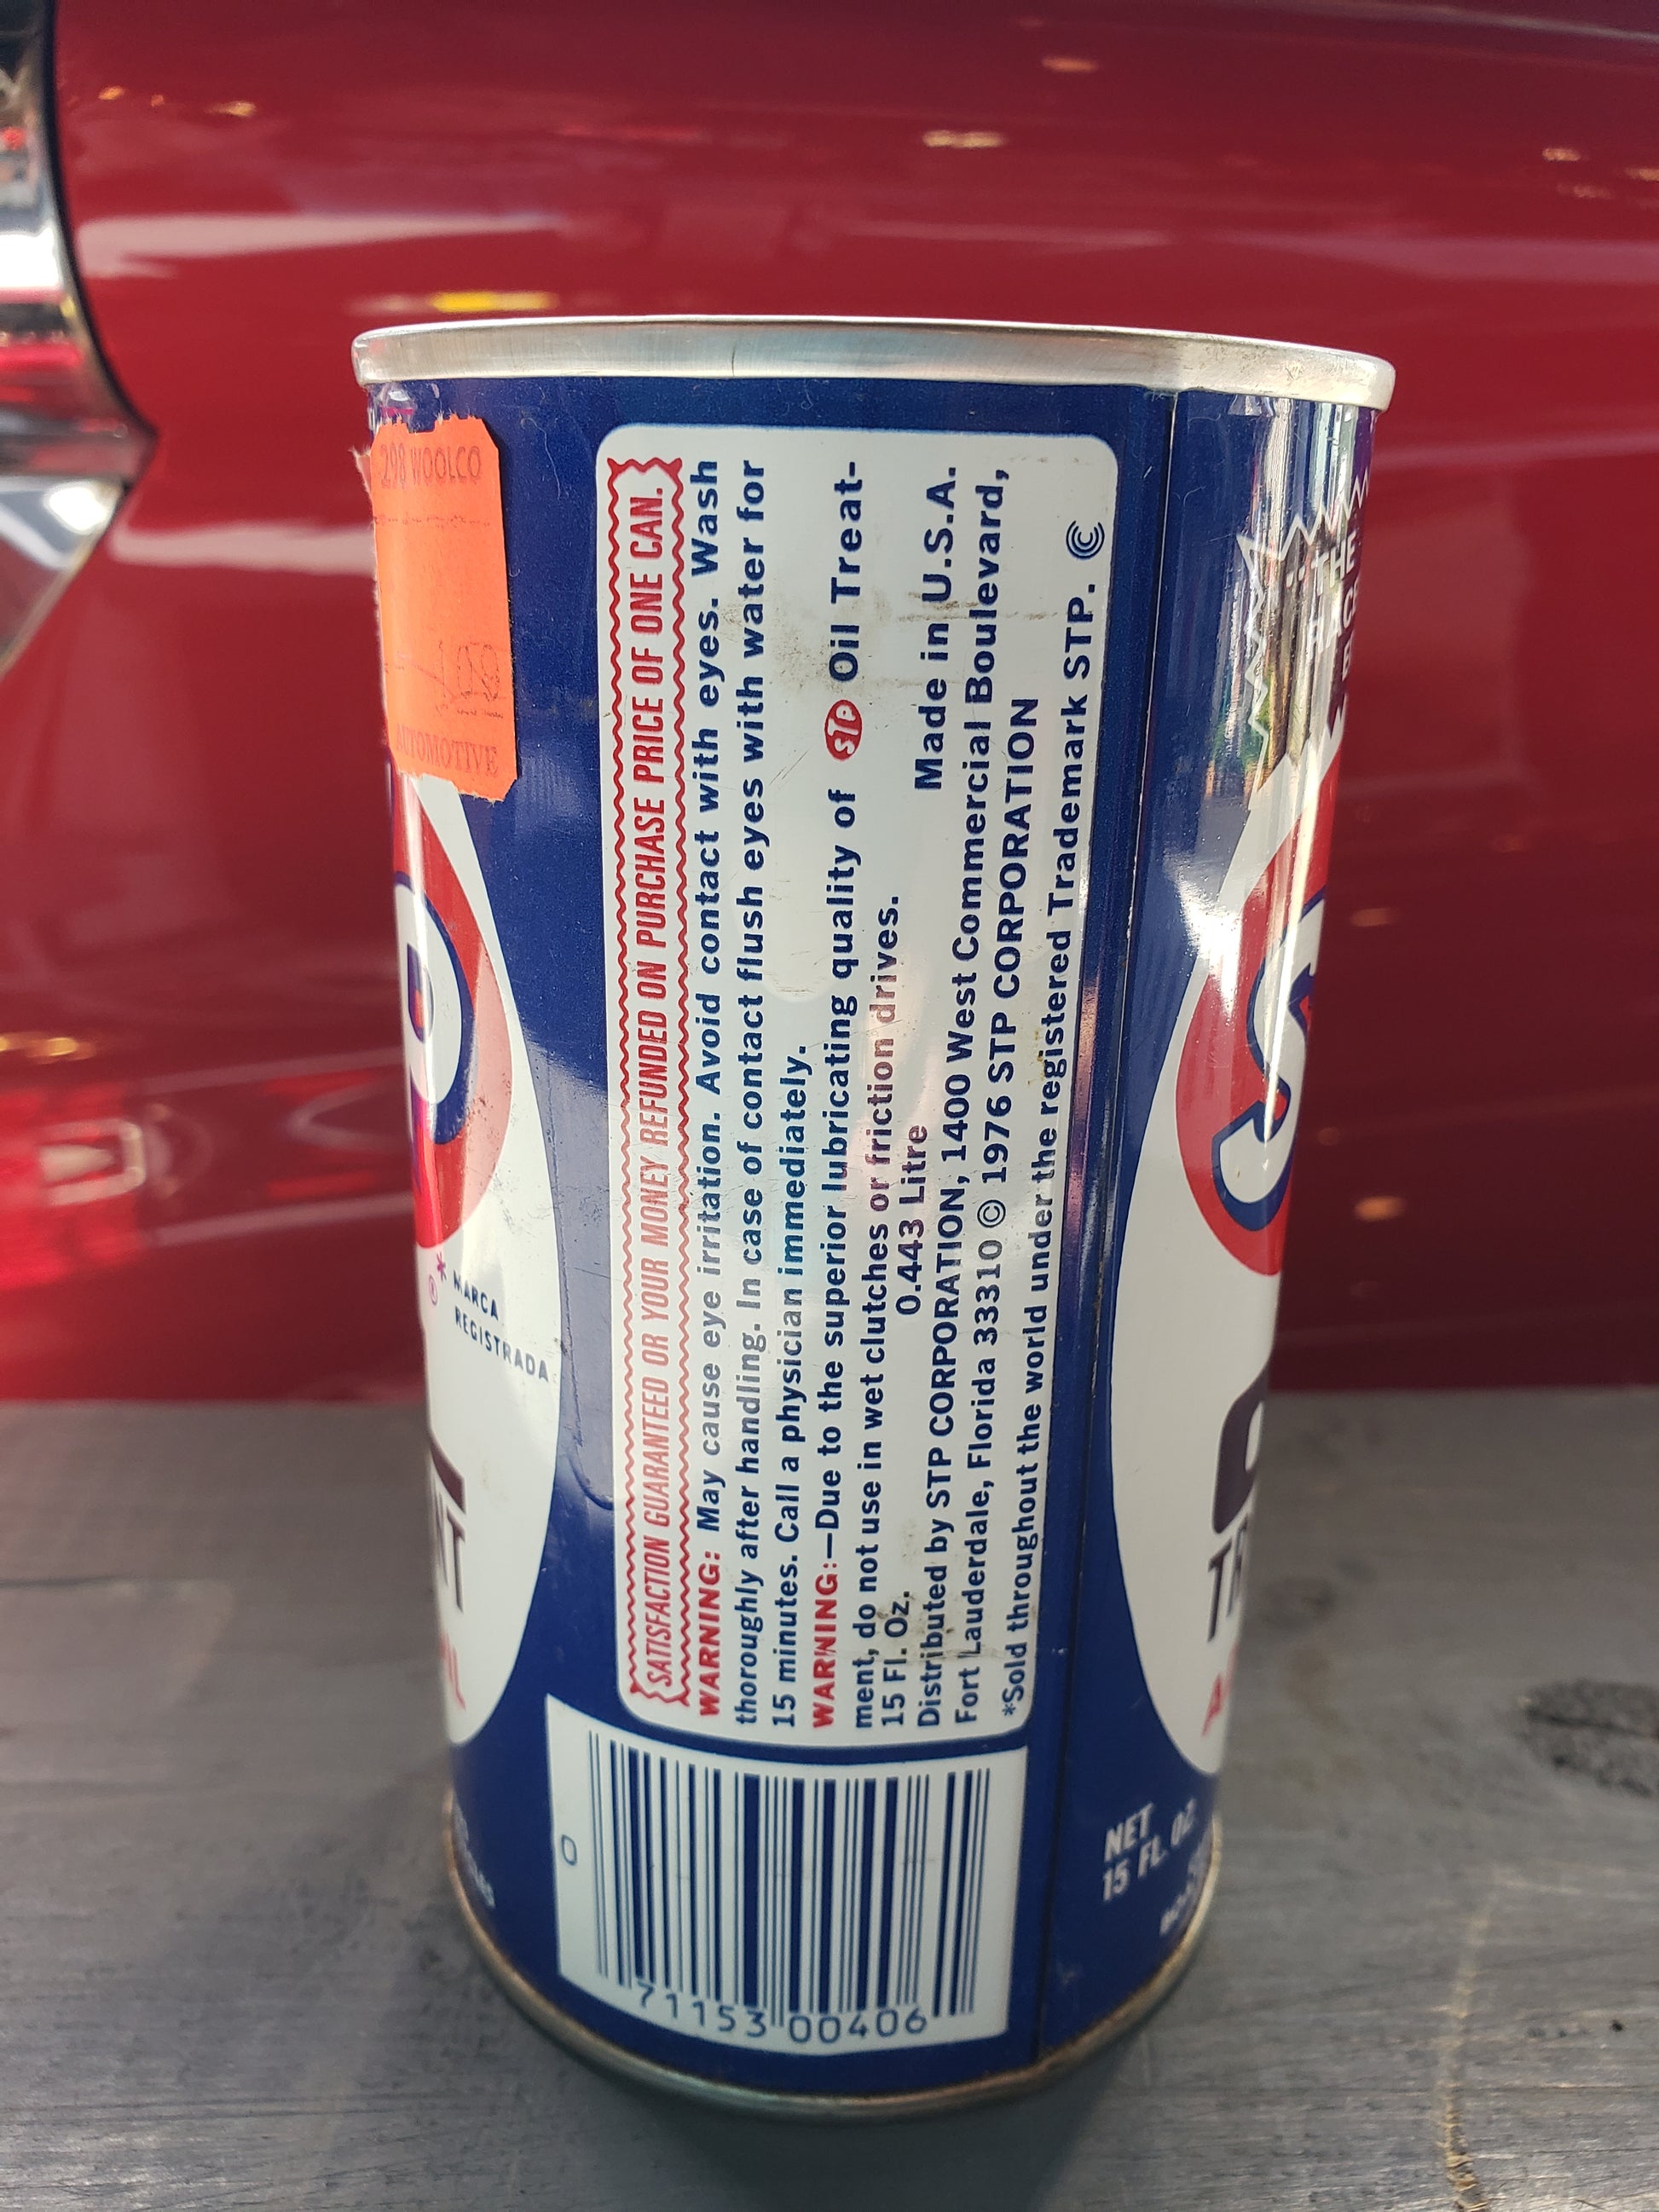 298 WOOLCO
108
AUTOMOTIVE
P
®*
MARCA
REGISTRADA
SATISFACTION GUARANTEED OR YOUR MONEY REFUNDED ON PURCHASE PRICE OF ONE CAN.
WARNING: May cause eye irritation. Avoid contact with eyes. Wash
thoroughly after handling. In case of contact flush eyes with water for
15 minutes. Call a physician immediately.
WARNING:—Due to the superior lubricating quality of STP Oil Treat-
ment, do not use in wet clutches or friction drives.
15 Fl. Oz. 0.443 Litre Made in U.S.A.
Distributed by STP CORPORATION, 1400 West Commercial Boulevard,
Fort Lauderdale, Florida 33310 © 1976 STP CORPORATION
*Sold throughout the world under the registered Trademark STP. ©
0 71153 00406
THE
S
NET
15 FL. OZ.